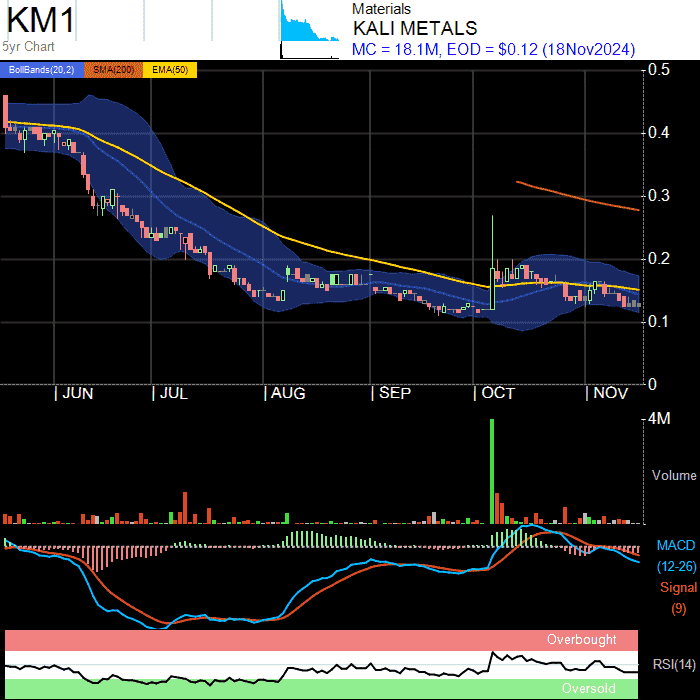 KM1
5yr Chart
Materials
KALI METALS
MC = 18.1M, EOD = $0.12 (18Nov2024)
BollBands(20,2) SMA(200) EMA(50)
0.5
0.4
0.3
0.2
0.1
0
JUN JUL AUG SEP OCT NOV
4M
Volume
MACD
(12-26)
Signal
(9)
Overbought
RSI(14)
Oversold